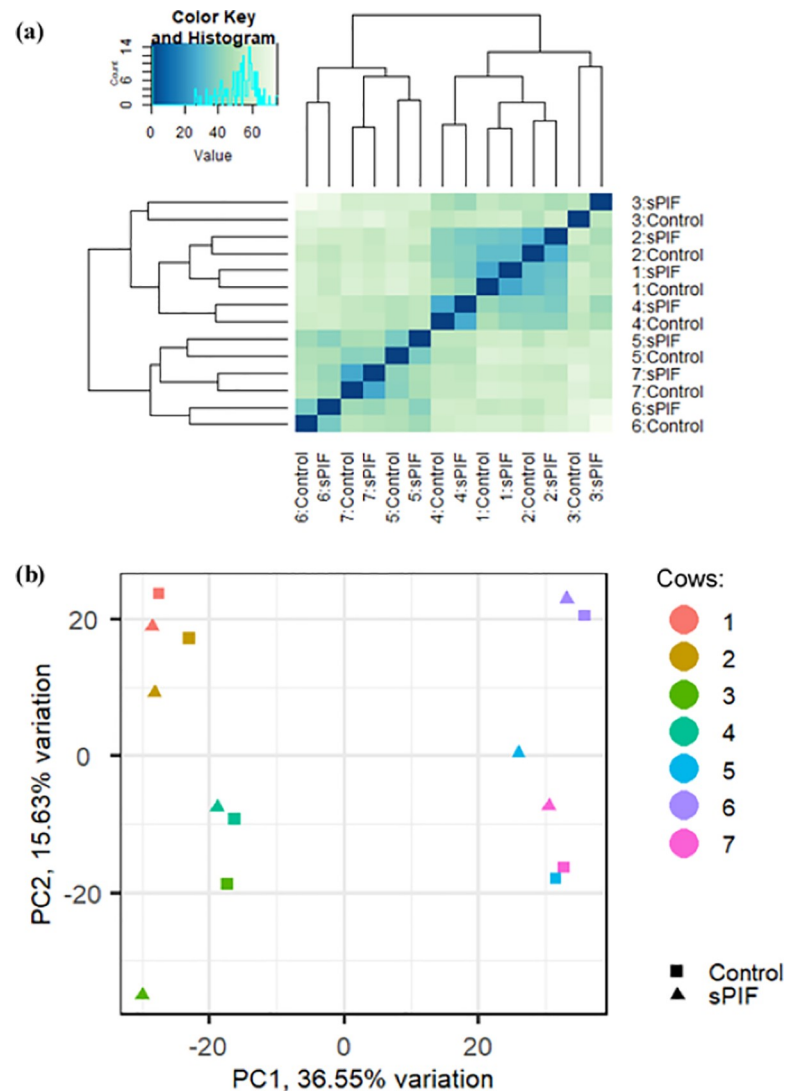 (a)
Color Key
and Histogram
Count
0 6 14
0 20 40 60
Value
3:sPIF
3:Control
2:sPIF
2:Control
1:sPIF
1:Control
4:sPIF
4:Control
5:sPIF
5:Control
7:sPIF
7:Control
6:sPIF
6:Control
6:Control
6:sPIF
7:Control
7:sPIF
5:Control
5:sPIF
4:Control
4:sPIF
1:Control
1:sPIF
2:Control
2:sPIF
3:Control
3:sPIF
(b)
PC2, 15.63% variation
20
0
-20
-20 0 20
PC1, 36.55% variation
Cows:
1
2
3
4
5
6
7
Control
sPIF